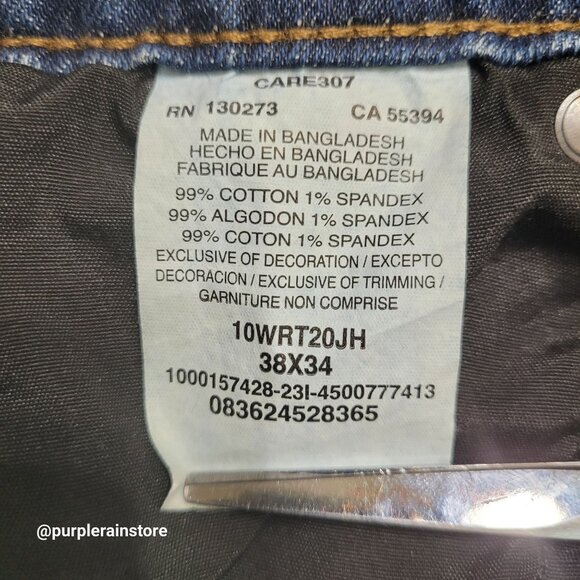 CARE307
RN 130273 CA 55394
MADE IN BANGLADESH
HECHO EN BANGLADESH
FABRIQUE AU BANGLADESH
99% COTTON 1% SPANDEX
99% ALGODON 1% SPANDEX
99% COTON 1% SPANDEX
EXCLUSIVE OF DECORATION / EXCEPTO
DECORACION / EXCLUSIVE OF TRIMMING /
GARNITURE NON COMPRISE
10WRT20JH
38X34
1000157428-23I-4500777413
083624528365
@purplerainstore